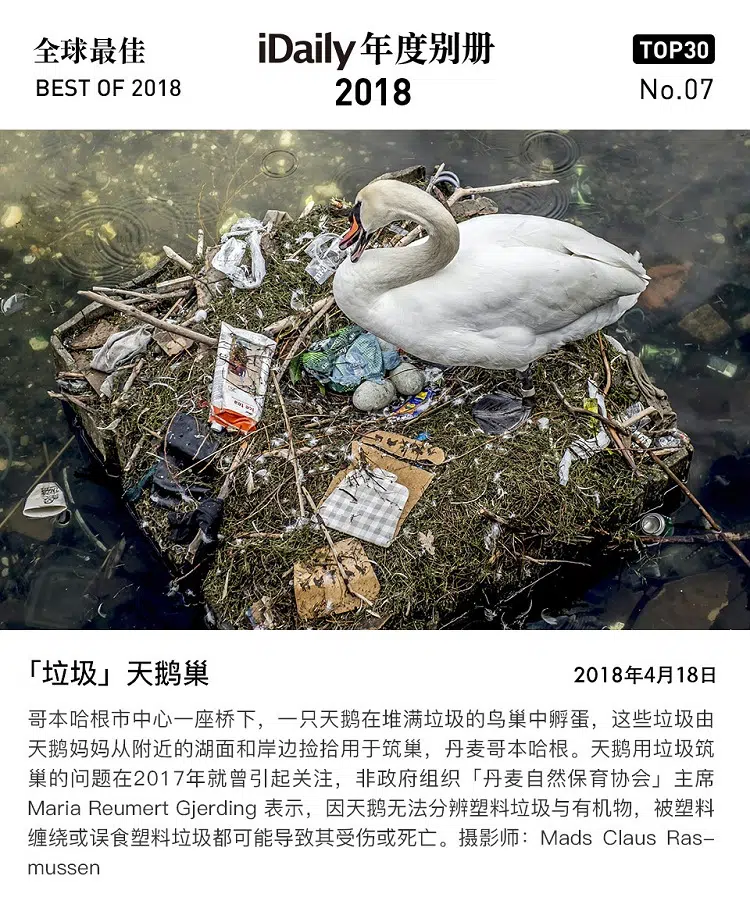 全球最佳
BEST OF 2018
iDaily 年度别册
2018
TOP30
No.07
「垃圾」天鹅巢
2018年4月18日
哥本哈根市中心一座桥下，一只天鹅在堆满垃圾的鸟巢中孵蛋，这些垃圾由
天鹅妈妈从附近的湖面和岸边捡拾用于筑巢，丹麦哥本哈根。天鹅用垃圾筑
巢的问题在2017年就曾引起关注，非政府组织「丹麦自然保育协会」主席
Maria Reumert Gjerding 表示，因天鹅无法分辨塑料垃圾与有机物，被塑料
缠绕或误食塑料垃圾都可能导致其受伤或死亡。摄影师：Mads Claus Ras-
mussen